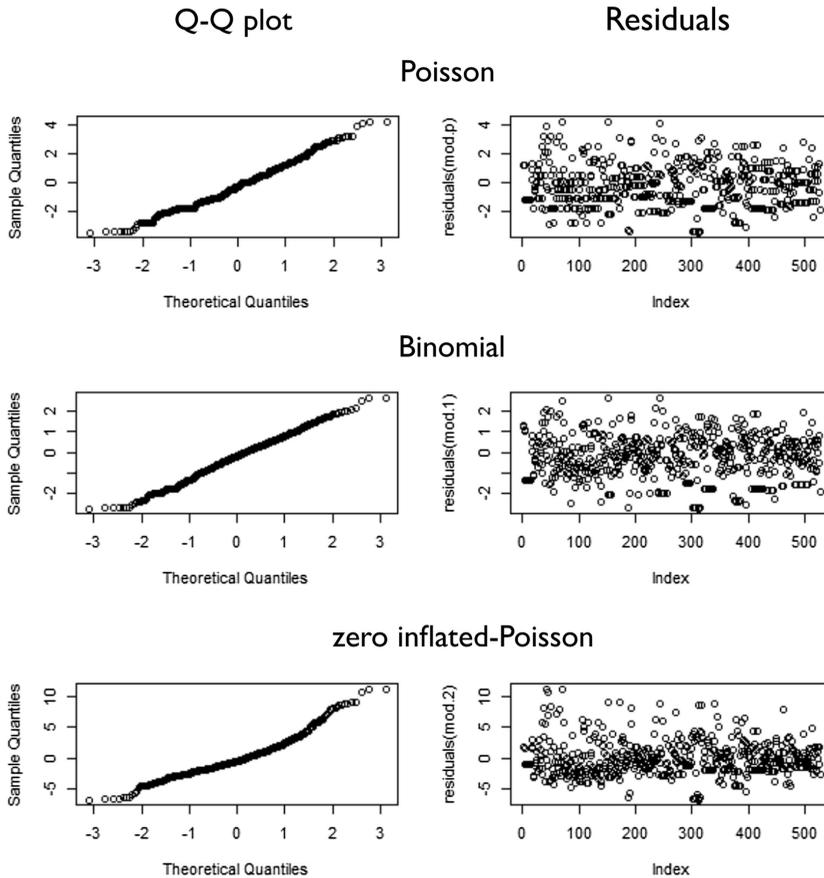 Q-Q plot
Residuals
Poisson
Sample Quantiles
4
2
0
-2
-3 -2 -1 0 1 2 3
Theoretical Quantiles
residuals(mod.p)
4
2
0
-2
0 100 200 300 400 500
Index
Binomial
Sample Quantiles
2
1
0
-2
-3 -2 -1 0 1 2 3
Theoretical Quantiles
residuals(mod.1)
2
1
0
-2
0 100 200 300 400 500
Index
zero inflated-Poisson
Sample Quantiles
10
5
0
-5
-3 -2 -1 0 1 2 3
Theoretical Quantiles
residuals(mod.2)
10
5
0
-5
0 100 200 300 400 500
Index